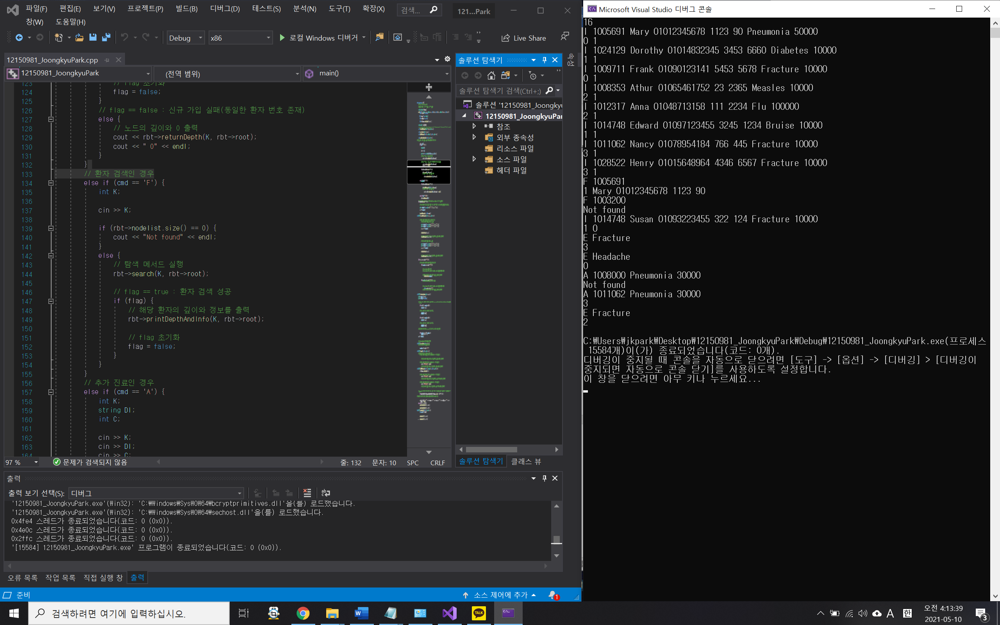 파일(F) 편집(E) 보기(V) 프로젝트(P) 빌드(B) 디버그(D) 테스트(S) 분석(N) 도구(T) 확장(X) 검색... 121...Park
창(W) 도움말(H)
Debug x86 로컬 Windows 디버거 Live Share
12150981_JoongkyuPark.cpp
12150981_JoongkyuPark (전역 범위) main()
123 // flag 초기화
124 flag = false;
125 }
126 // flag == false : 신규 가입 실패(동일한 환자 번호 존재)
127 else {
128 // 노드의 깊이와 0 출력
129 cout << rbt->returnDepth(K, rbt->root);
130 cout << " 0" << endl;
131 }
132 }
133 // 환자 검색인 경우
134 else if (cmd == 'F') {
135 int K;
136
137 cin >> K;
138
139 if (rbt->nodelist.size() == 0) {
140 cout << "Not found" << endl;
141 }
142 else {
143 // 탐색 메서드 실행
144 rbt->search(K, rbt->root);
145
146 // flag == true : 환자 검색 성공
147 if (flag) {
148 // 해당 환자의 깊이와 정보를 출력
149 rbt->printDepthAndInfo(K, rbt->root);
150
151 // flag 초기화
152 flag = false;
153 }
154 }
155 }
156 // 추가 진료인 경우
157 else if (cmd == 'A') {
158 int K;
159 string DI;
160 int C;
161
162 cin >> K;
163 cin >> DI;
164 cin >> C;
97 % 문제가 검색되지 않음 줄: 132 문자: 10 SPC CRLF
솔루션 탐색기
속성
솔루션 탐색기 검색(Ctrl+;)
솔루션 '12150981_Joongkyu
12150981_JoongkyuPar
참조
외부 종속성
리소스 파일
소스 파일
헤더 파일
솔루션 탐색기 클래스 뷰
출력
출력 보기 선택(S): 디버그
'12150981_JoongkyuPark.exe'(Win32): 'C:₩Windows₩SysWOW64₩bcryptprimitives.dll'을(를) 로드했습니다.
'12150981_JoongkyuPark.exe'(Win32): 'C:₩Windows₩SysWOW64₩sechost.dll'을(를) 로드했습니다.
0x4fe4 스레드가 종료되었습니다(코드: 0 (0x0)).
0x4e0c 스레드가 종료되었습니다(코드: 0 (0x0)).
0x2ffc 스레드가 종료되었습니다(코드: 0 (0x0)).
'[15584] 12150981_JoongkyuPark.exe' 프로그램이 종료되었습니다(코드: 0 (0x0)).
오류 목록 작업 목록 직접 실행 창 출력
준비 소스 제어에 추가 1
Microsoft Visual Studio 디버그 콘솔
16
I 1005691 Mary 01012345678 1123 90 Pneumonia 50000
0 1
I 1024129 Dorothy 01014832345 3453 6660 Diabetes 10000
1 1
I 1009711 Frank 01090123141 5453 5678 Fracture 10000
0 1
I 1008353 Athur 01065461752 23 2365 Measles 10000
2 1
I 1012317 Anna 01048713158 111 2234 Flu 100000
2 1
I 1014748 Edward 01097123455 3245 1234 Bruise 10000
1 1
I 1011062 Nancy 01078954184 766 445 Fracture 10000
3 1
I 1028522 Henry 01015648964 4346 6567 Fracture 10000
3 1
F 1005691
1 Mary 01012345678 1123 90
F 1003200
Not found
I 1014748 Susan 01093223455 322 124 Fracture 10000
1 0
E Fracture
3
E Headache
0
A 1008000 Pneumonia 30000
Not found
A 1011062 Pneumonia 30000
3
E Fracture
2
C:₩Users₩jkpark₩Desktop₩12150981_JoongkyuPark₩Debug₩12150981_JoongkyuPark.exe(프로세스
15584개)이(가) 종료되었습니다(코드: 0개).
디버깅이 중지될 때 콘솔을 자동으로 닫으려면 [도구] -> [옵션] -> [디버깅] > [디버깅이
중지되면 자동으로 콘솔 닫기]를 사용하도록 설정합니다.
이 창을 닫으려면 아무 키나 누르세요...
검색하려면 여기에 입력하십시오.
TALK
A 한 오전 4:13:39
2021-05-10 3